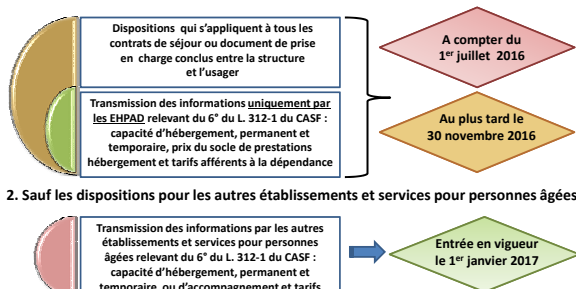 Dispositions qui s'appliquent à tous les
contrats de séjour ou document de prise
en charge conclus entre la structure
et l'usager
A compter du
1er juillet 2016
Transmission des informations uniquement par
les EHPAD relevant du 6° du L. 312-1 du CASF :
capacité d'hébergement, permanent et
temporaire, prix du socle de prestations
hébergement et tarifs afférents à la dépendance
Au plus tard le
30 novembre 2016
2. Sauf les dispositions pour les autres établissements et services pour personnes âgées
Transmission des informations par les autres
établissements et services pour personnes
âgées relevant du 6° du L. 312-1 du CASF :
capacité d'hébergement, permanent et
temporaire, ou d'accompagnement et tarifs
Entrée en vigueur
le 1er janvier 2017